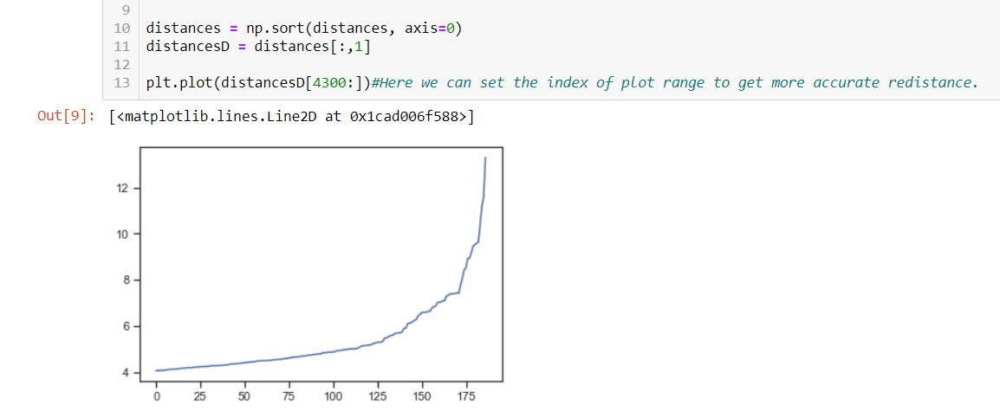 9
10 distances = np.sort(distances, axis=0)
11 distancesD = distances[:,1]
12
13 plt.plot(distancesD[4300:])#Here we can set the index of plot range to get more accurate redistance.
Out[9]: [<matplotlib.lines.Line2D at 0x1cad006f588>]
12
10
8
6
4
0 25 50 75 100 125 150 175